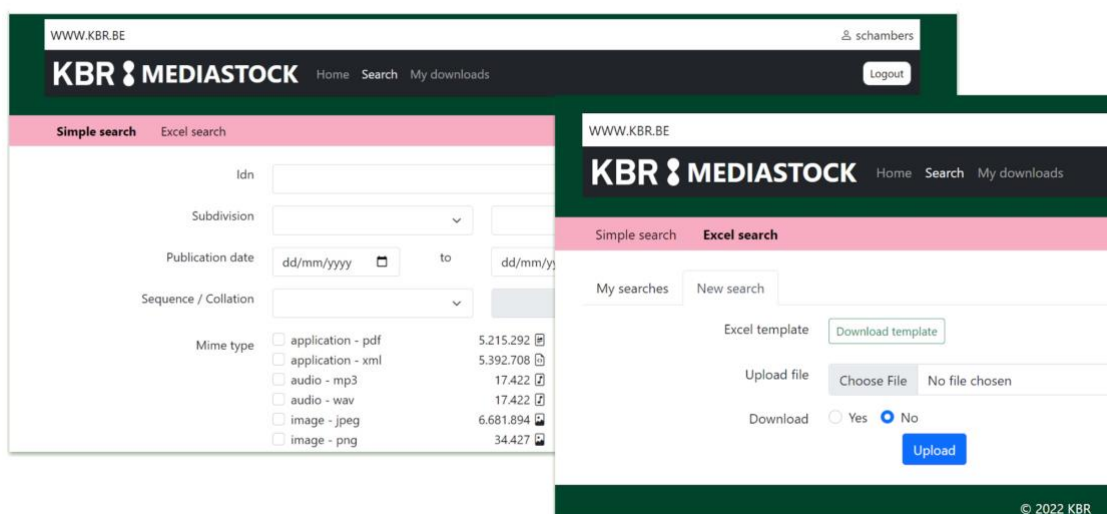 WWW.KBR.BE schambers
KBR MEDIASTOCK Home Search My downloads Logout
Simple search Excel search
Idn
Subdivision
Publication date dd/mm/yyyy to dd/mm/yy
Sequence / Collation
Mime type application - pdf 5.215.292
application - xml 5.392.708
audio - mp3 17.422
audio - wav 17.422
image - jpeg 6.681.894
image - png 34.427
WWW.KBR.BE
KBR MEDIASTOCK Home Search My downloads
Simple search Excel search
My searches New search
Excel template Download template
Upload file Choose File No file chosen
Download Yes No
Upload
© 2022 KBR